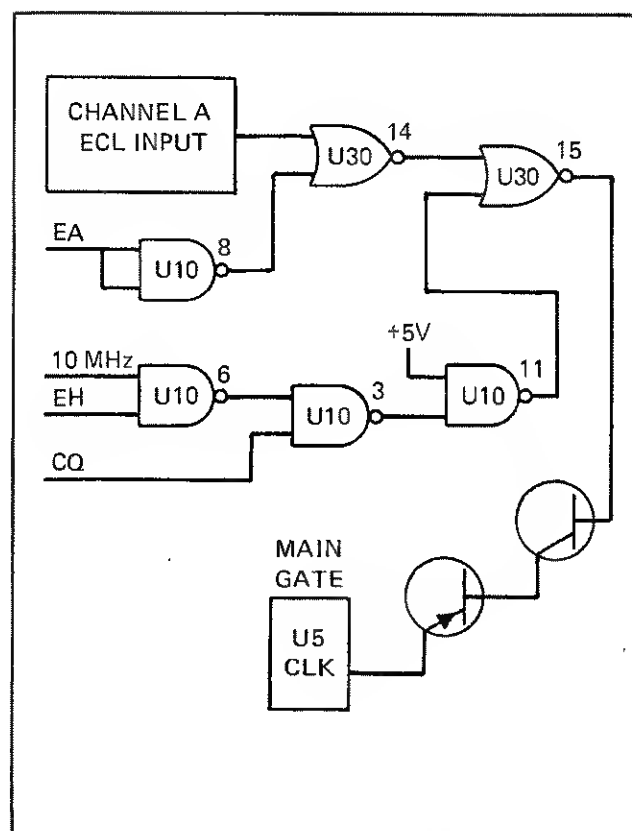 CHANNEL A
ECL INPUT
14
U30
15
U30
EA
8
U10
+5V
10 MHz
6
U10
EH
3
U10
11
U10
CQ
MAIN
GATE
U5
CLK